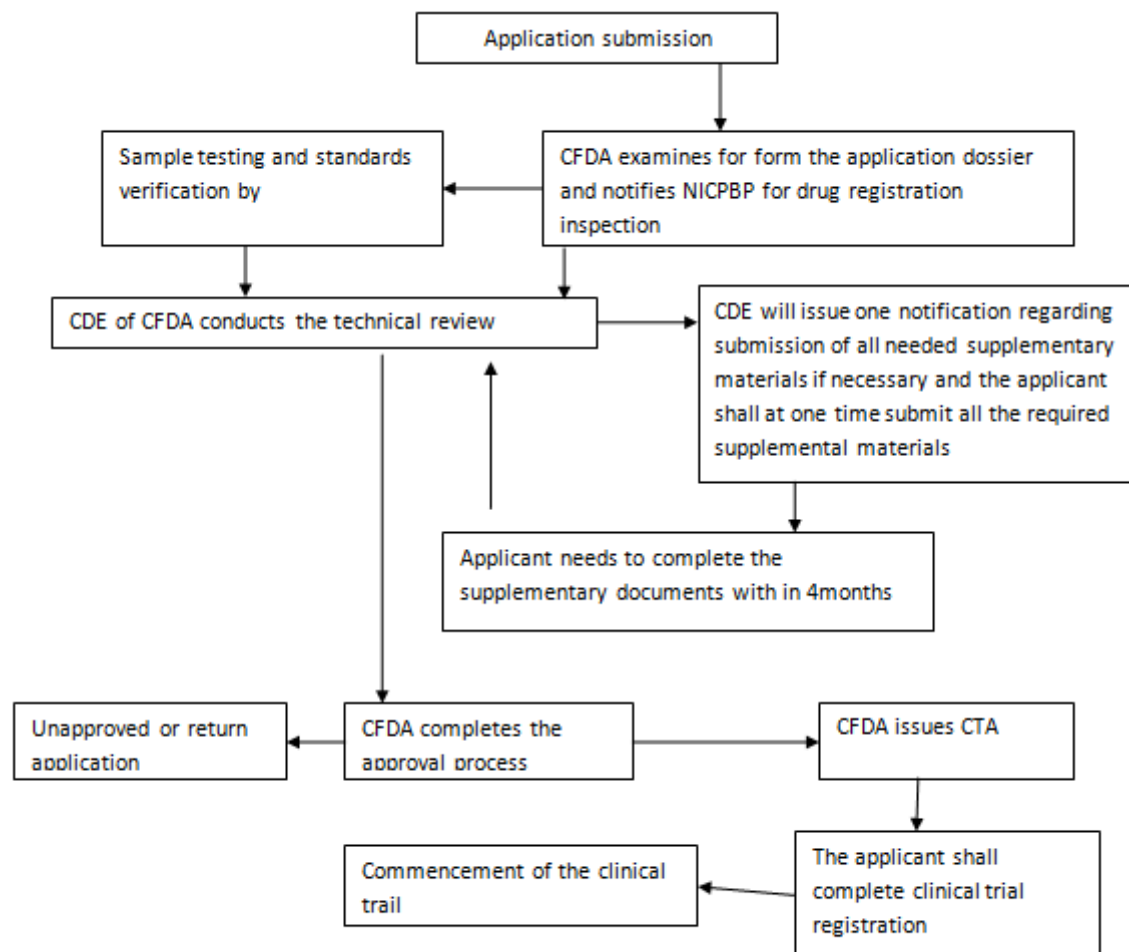 Application submission
Sample testing and standards
verification by
CFDA examines for form the application dossier
and notifies NICPBP for drug registration
inspection
CDE of CFDA conducts the technical review
CDE will issue one notification regarding
submission of all needed supplementary
materials if necessary and the applicant
shall at one time submit all the required
supplemental materials
Applicant needs to complete the
supplementary documents with in 4months
Unapproved or return
application
CFDA completes the
approval process
CFDA issues CTA
Commencement of the clinical
trail
The applicant shall
complete clinical trial
registration